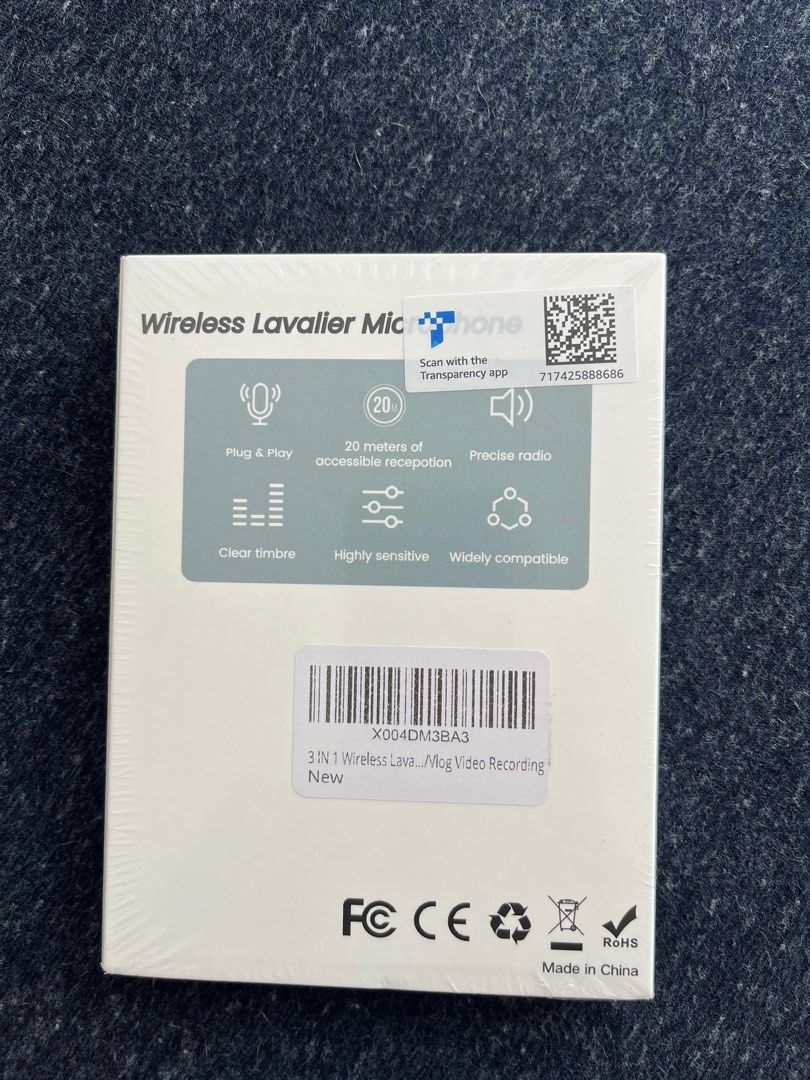 Wireless Lavalier Microphone
Scan with the
Transparency app
717425888686
Plug & Play
20M
20 meters of
accessible recepotion
Precise radio
Clear timbre
Highly sensitive
Widely compatible
X004DM3BA3
3 IN 1 Wireless Lava.../Vlog Video Recording
New
FC CE
RoHS
Made in China